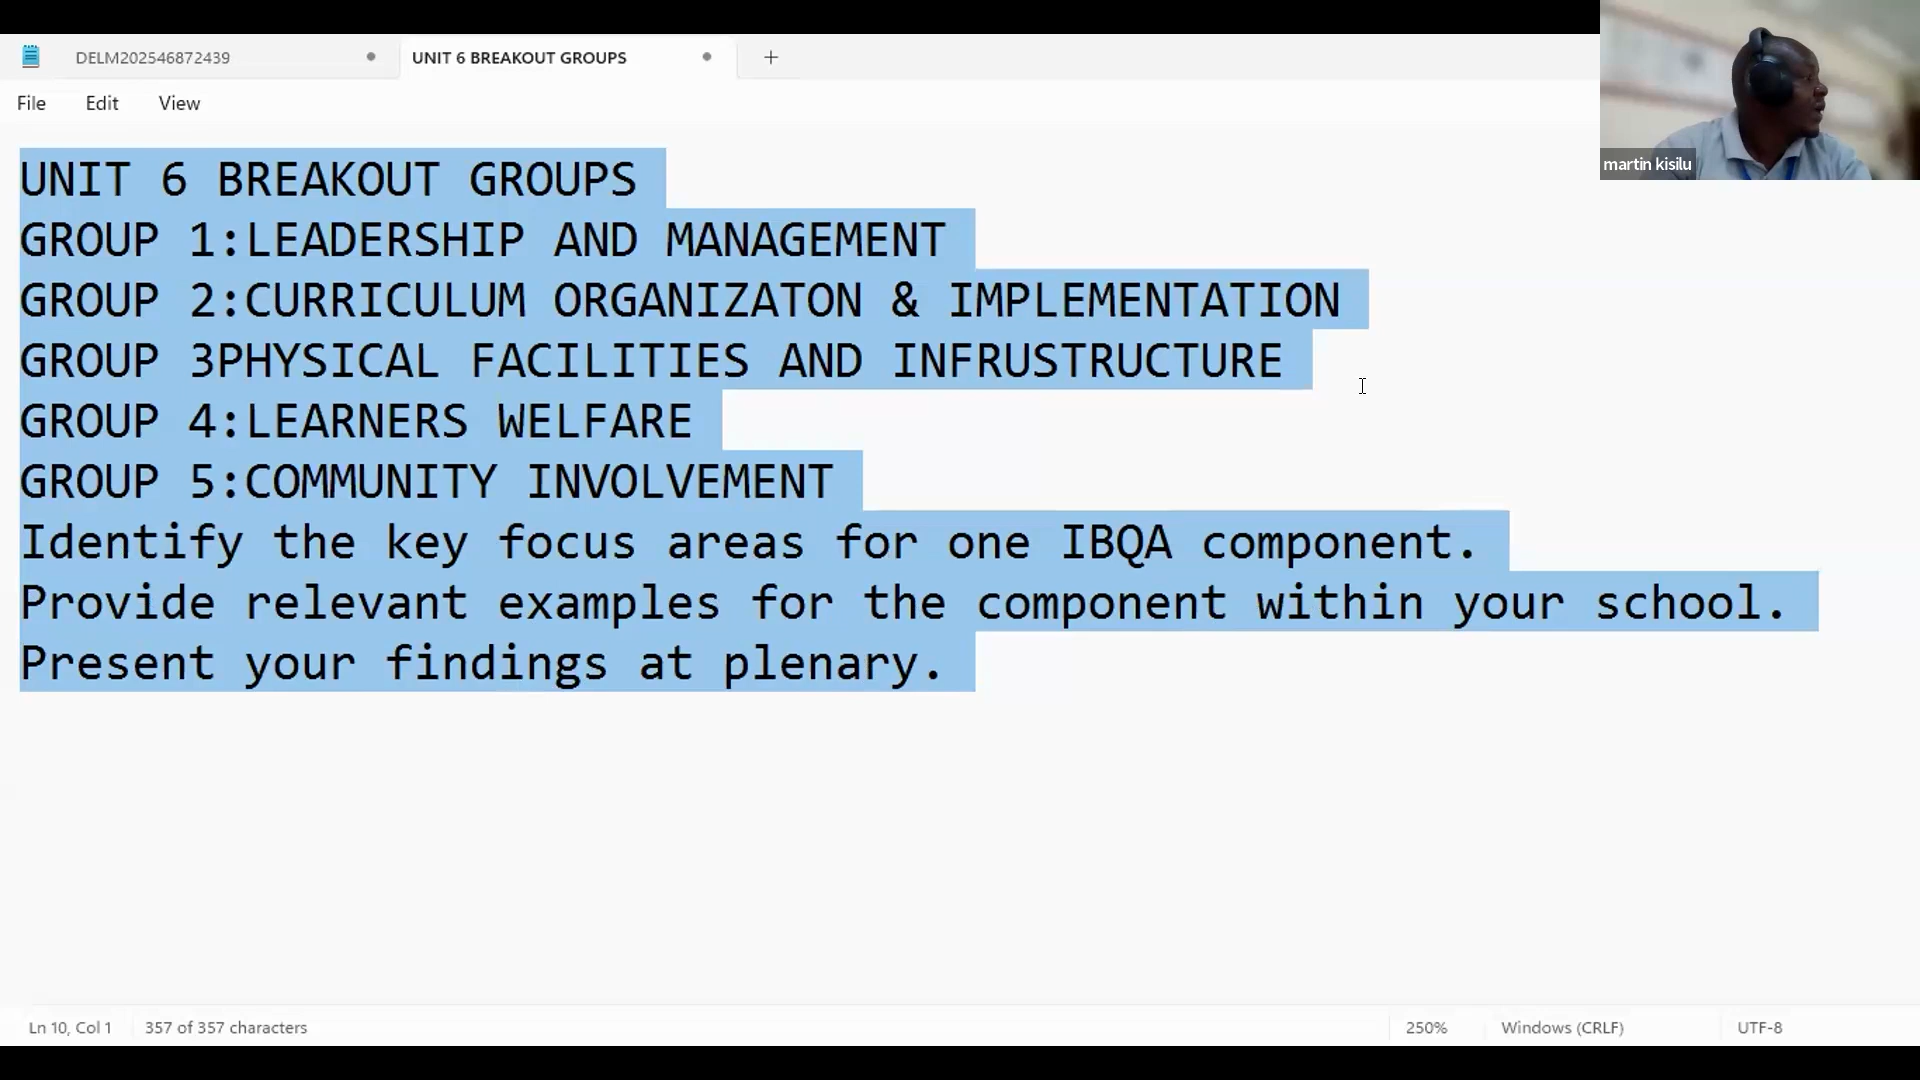 DELM202546872439
UNIT 6 BREAKOUT GROUPS
File Edit View
martin kisilu
UNIT 6 BREAKOUT GROUPS
GROUP 1:LEADERSHIP AND MANAGEMENT
GROUP 2:CURRICULUM ORGANIZATON & IMPLEMENTATION
GROUP 3PHYSICAL FACILITIES AND INFRUSTRUCTURE
GROUP 4:LEARNERS WELFARE
GROUP 5:COMMUNITY INVOLVEMENT
Identify the key focus areas for one IBQA component.
Provide relevant examples for the component within your school.
Present your findings at plenary.
Ln 10, Col 1 357 of 357 characters 250% Windows (CRLF) UTF-8